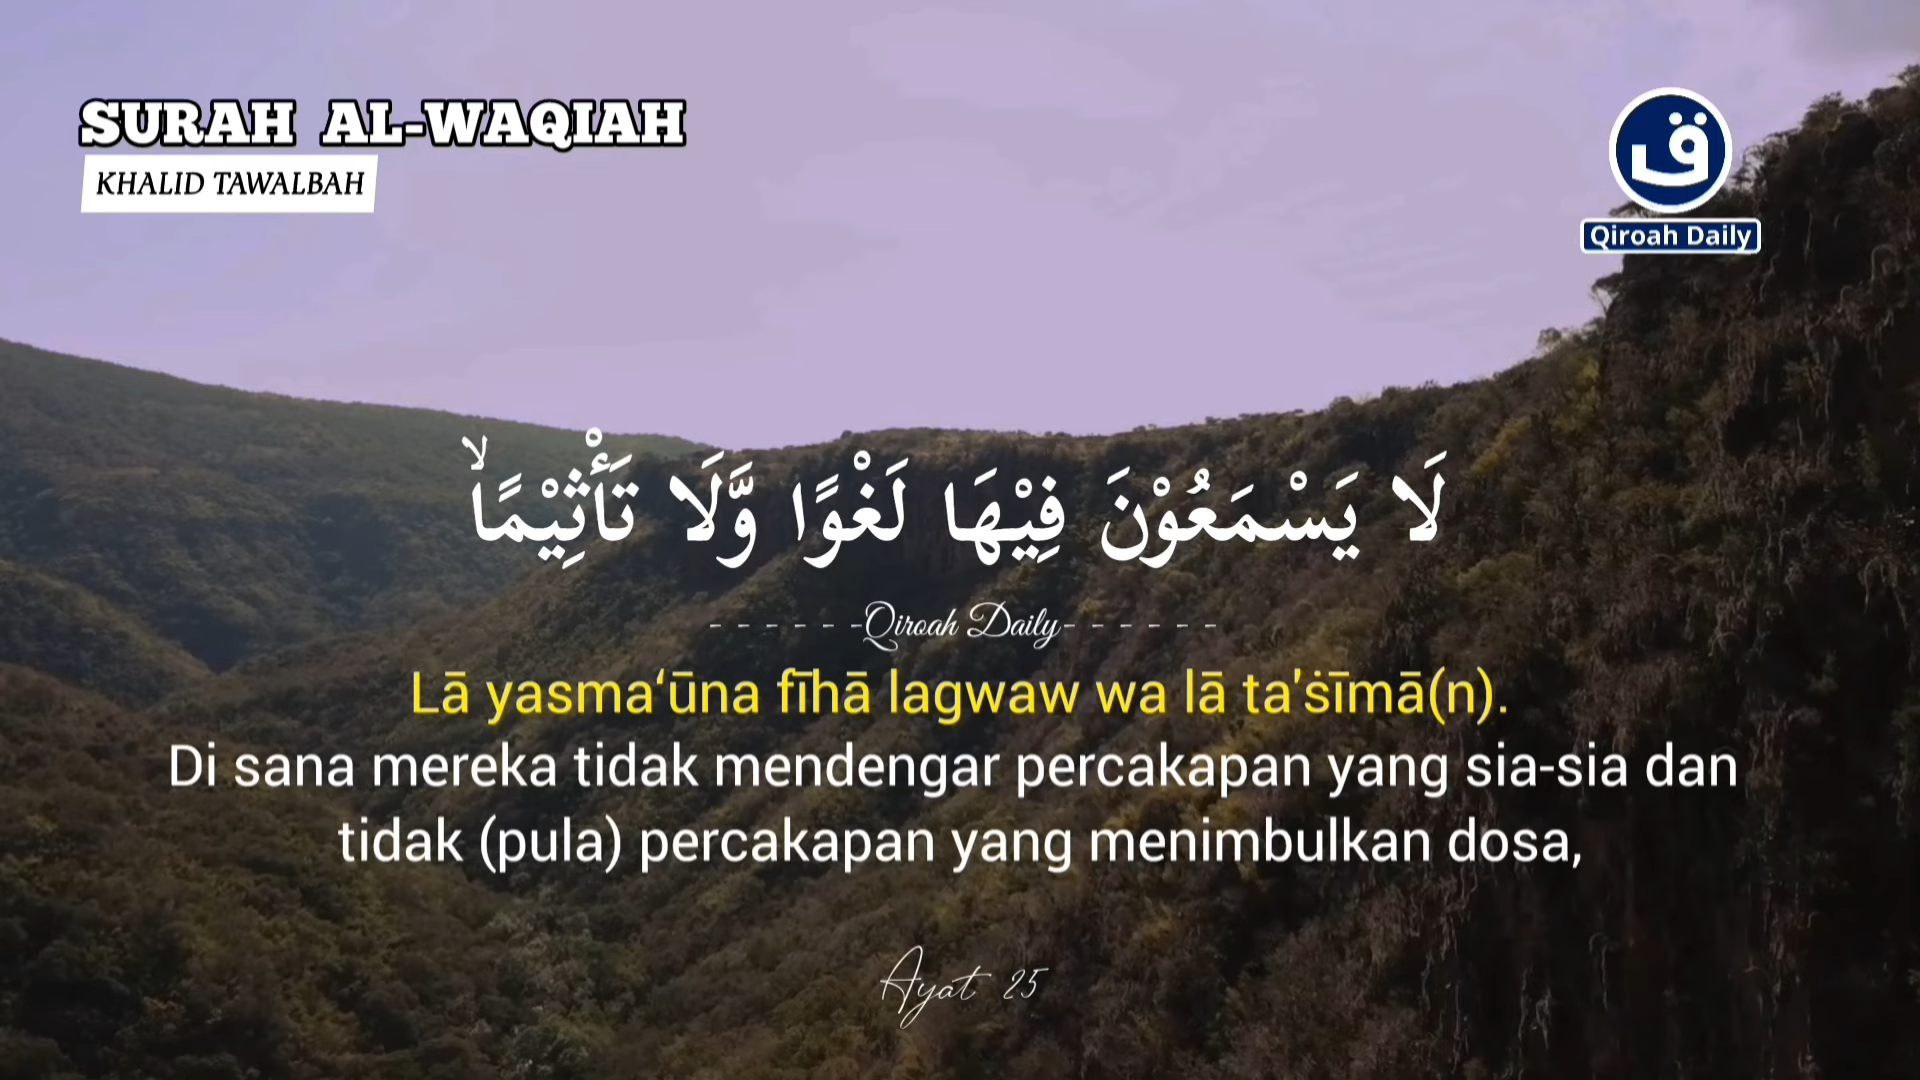 SURAH AL-WAQIAH
KHALID TAWALBAH
ق
Qiroah Daily
لَا يَسْمَعُوْنَ فِيْهَا لَغْوًا وَّلَا تَأْثِيْمًاۙ
- - - - - -Qiroah Daily- - - - - -
Lā yasma‘ūna fīhā lagwaw wa lā ta'ṡīmā(n).
Di sana mereka tidak mendengar percakapan yang sia-sia dan
tidak (pula) percakapan yang menimbulkan dosa,
Ayat 25